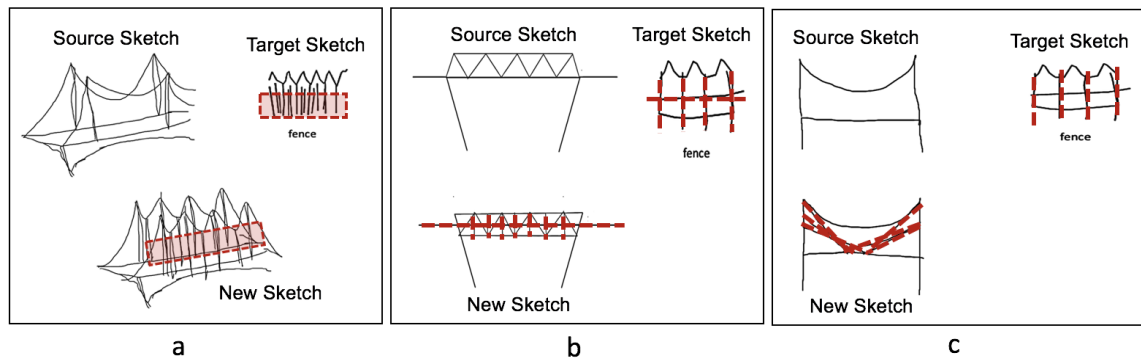 Source Sketch
Target Sketch
fence
New Sketch
a
Source Sketch
Target Sketch
fence
New Sketch
b
Source Sketch
Target Sketch
fence
New Sketch
c